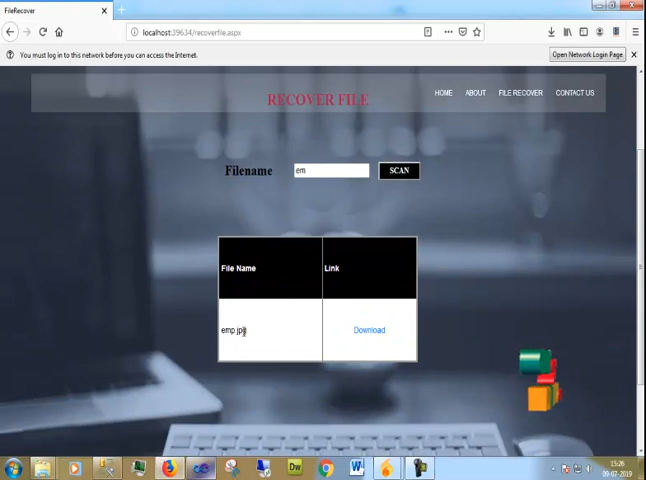 FileRecover
localhost:39634/recoverfile.aspx
You must log in to this network before you can access the Internet.
Open Network Login Page
RECOVER FILE
HOME ABOUT FILE RECOVER CONTACT US
Filename em SCAN
File Name Link
emp.jpg Download
15:26
09-07-2019